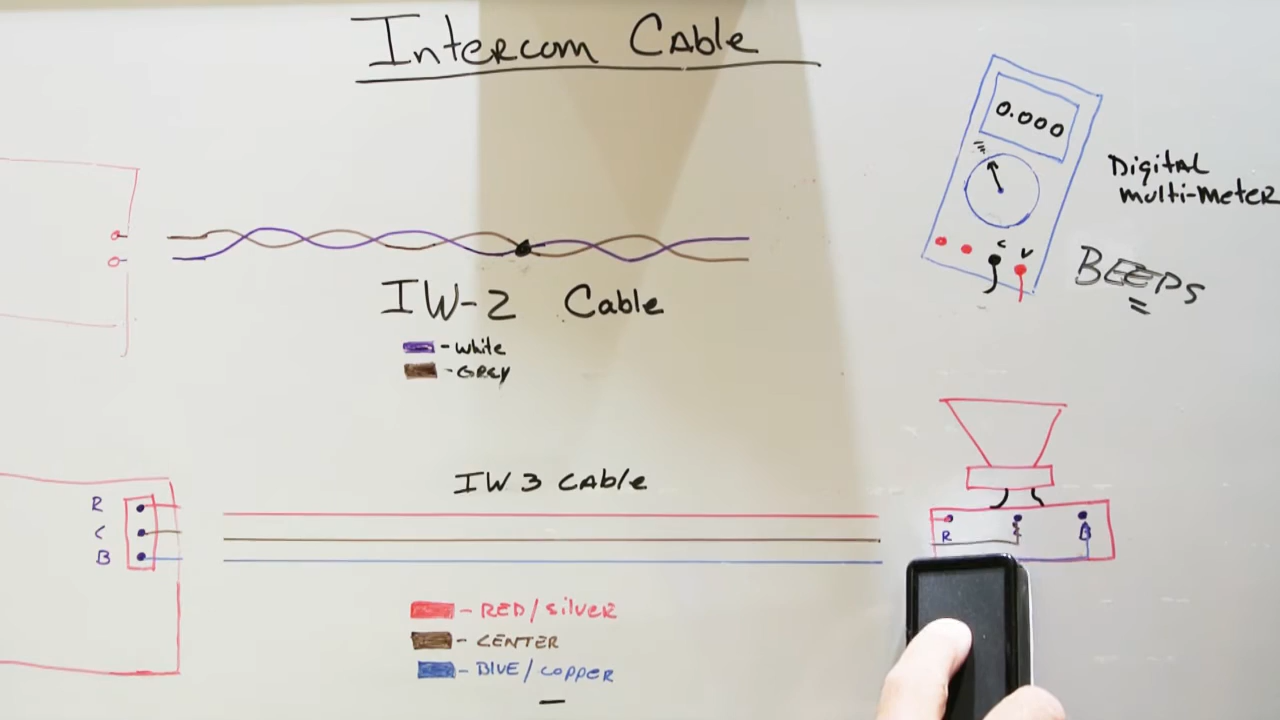 Intercom Cable
0.000
Digital
multi-meter
C V
BEEPS
IW-2 Cable
- white
- GREY
IW 3 CABLE
R
C
B
R C B
- RED/SILVER
- CENTER
- BLUE/COPPER